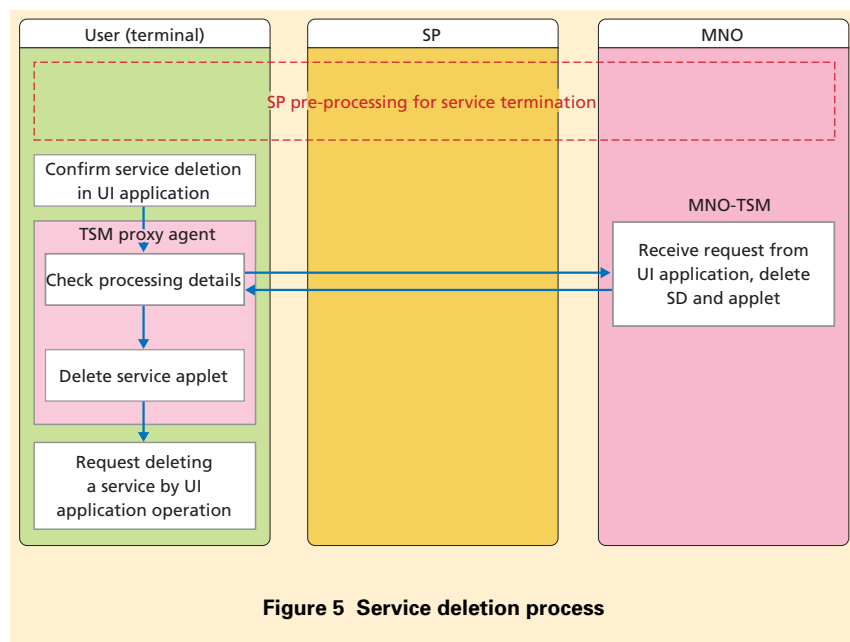 User (terminal)
SP
MNO
SP pre-processing for service termination
Confirm service deletion
in UI application
TSM proxy agent
Check processing details
Delete service applet
Request deleting
a service by UI
application operation
MNO-TSM
Receive request from
UI application, delete
SD and applet
Figure 5 Service deletion process